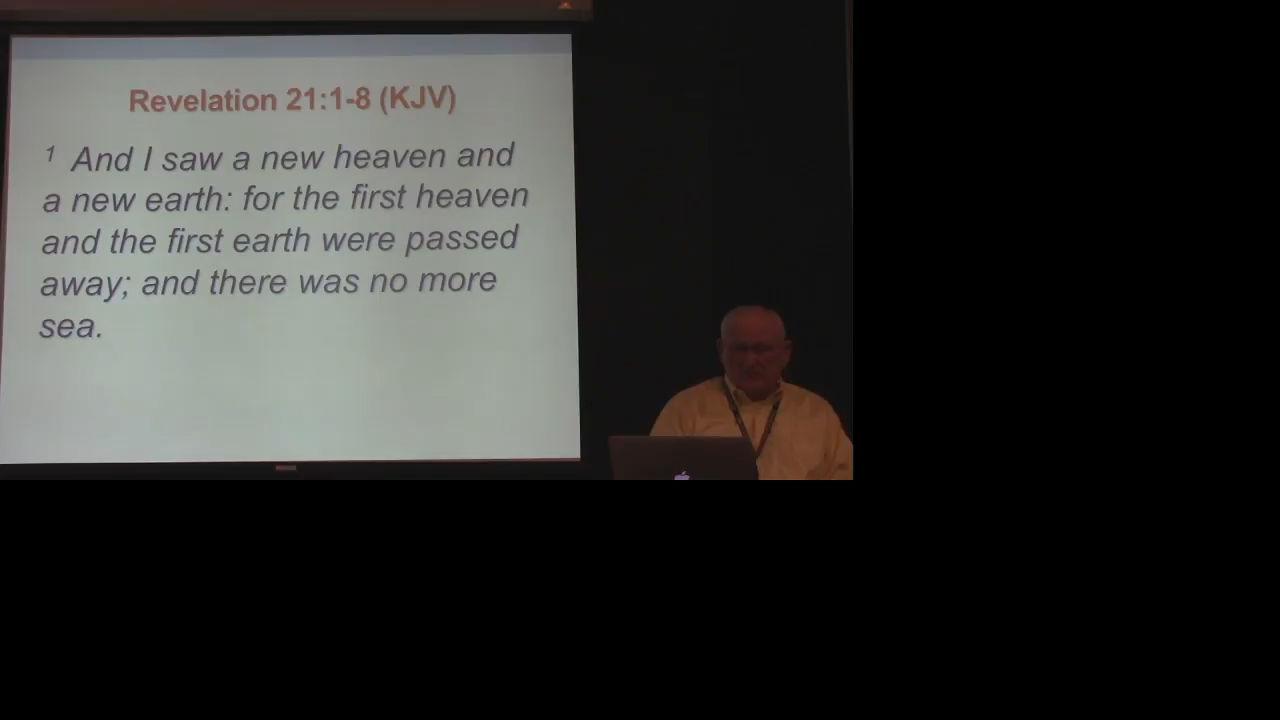 Revelation 21:1-8 (KJV)
1 And I saw a new heaven and
a new earth: for the first heaven
and the first earth were passed
away; and there was no more
sea.